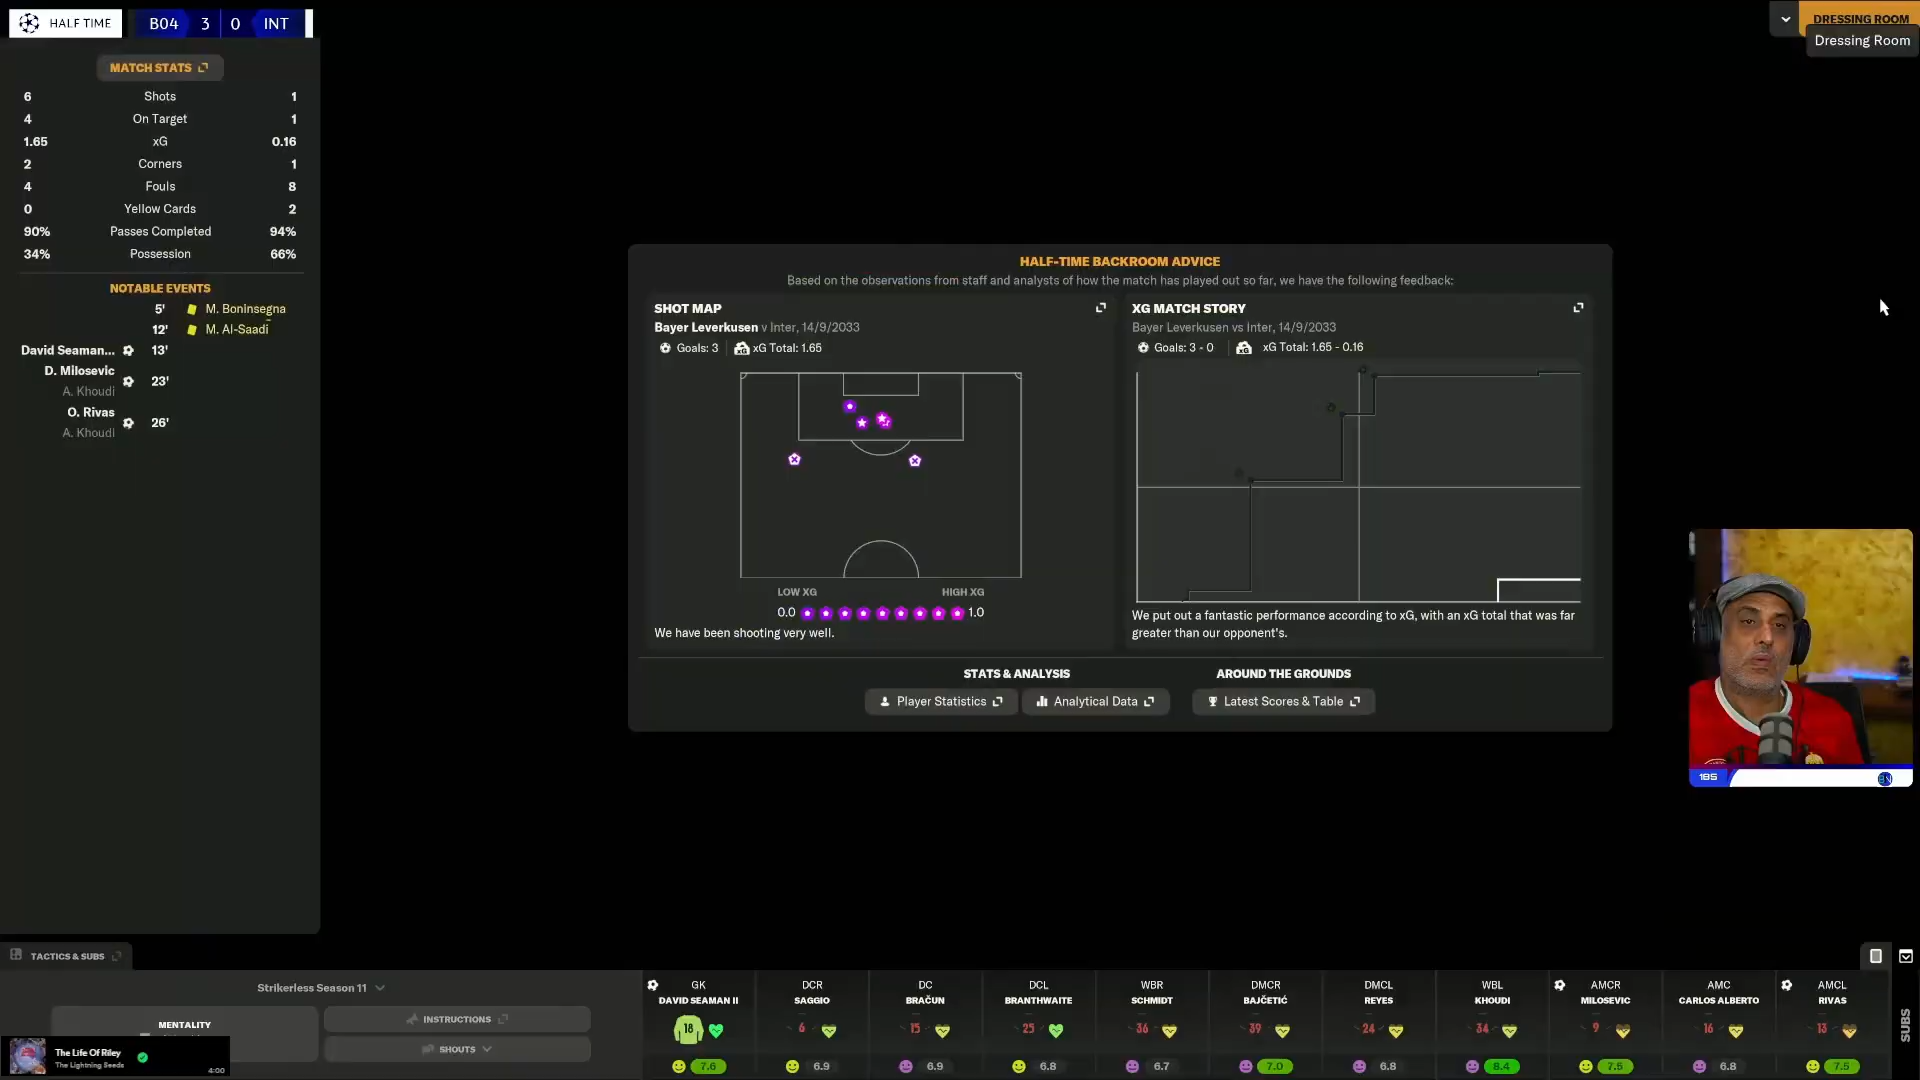 HALF TIME
B04 3 0 INT
DRESSING ROOM
Dressing Room
MATCH STATS
6 Shots 1
4 On Target 1
1.65 xG 0.16
2 Corners 1
4 Fouls 8
0 Yellow Cards 2
90% Passes Completed 94%
34% Possession 66%
NOTABLE EVENTS
5' M. Boninsegna
12' M. Al-Saadi
David Seaman... 13'
D. Milosevic
A. Khoudi
23'
O. Rivas
A. Khoudi
26'
HALF-TIME BACKROOM ADVICE
Based on the observations from staff and analysts of how the match has played out so far, we have the following feedback:
SHOT MAP
Bayer Leverkusen v Inter, 14/9/2033
Goals: 3 xG Total: 1.65
LOW XG HIGH XG
0.0 1.0
We have been shooting very well.
XG MATCH STORY
Bayer Leverkusen vs Inter, 14/9/2033
Goals: 3 - 0 xG Total: 1.65 - 0.16
We put out a fantastic performance according to xG, with an xG total that was far
greater than our opponent's.
STATS & ANALYSIS
Player Statistics Analytical Data
AROUND THE GROUNDS
Latest Scores & Table
185
TACTICS & SUBS
Strikerless Season 11
MENTALITY
INSTRUCTIONS
SHOUTS
The Life Of Riley
The Lightning Seeds
4:00
GK DCR DC DCL WBR DMCR DMCL WBL AMCR AMC AMCL
DAVID SEAMAN II SAGGIO BRAČUN BRANTHWAITE SCHMIDT BAJČETIĆ REYES KHOUDI MILOSEVIC CARLOS ALBERTO RIVAS
18 6 15 25 36 39 24 34 9 16 13
7.6 6.9 6.9 6.8 6.7 7.0 6.8 8.4 7.5 6.8 7.5
SUBS